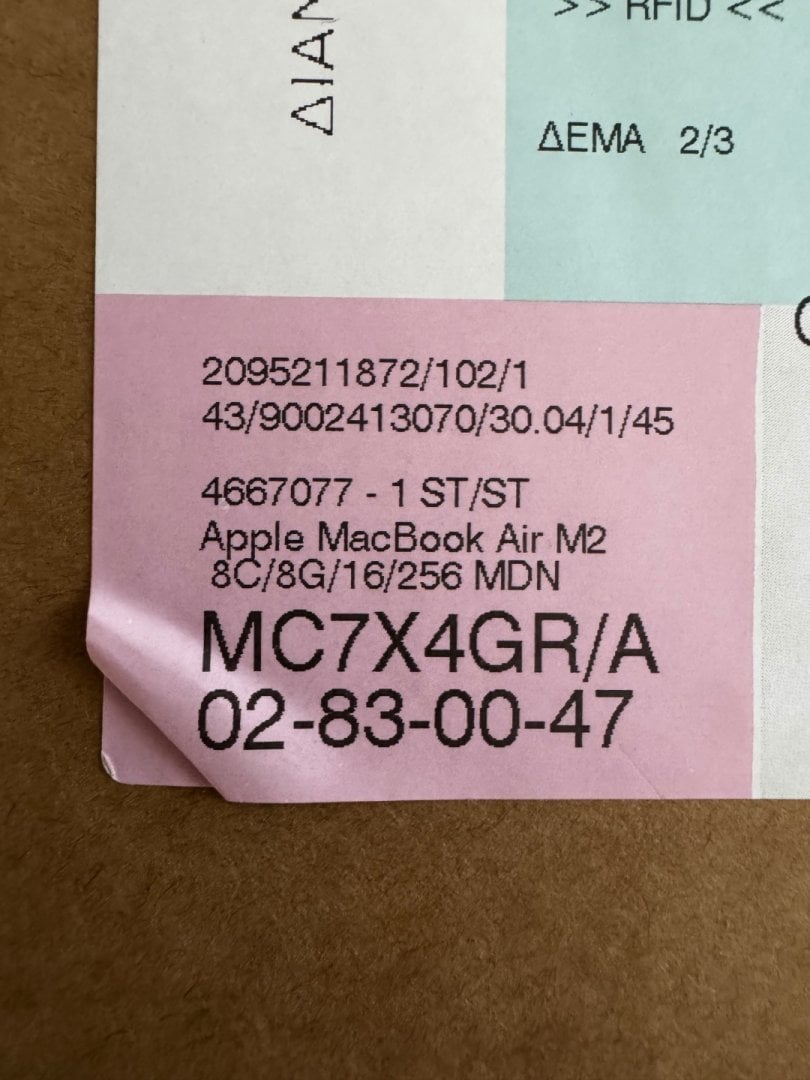 >> RFID <<
ΔΕΜΑ 2/3
2095211872/102/1
43/9002413070/30.04/1/45
4667077 - 1 ST/ST
Apple MacBook Air M2
8C/8G/16/256 MDN
MC7X4GR/A
02-83-00-47